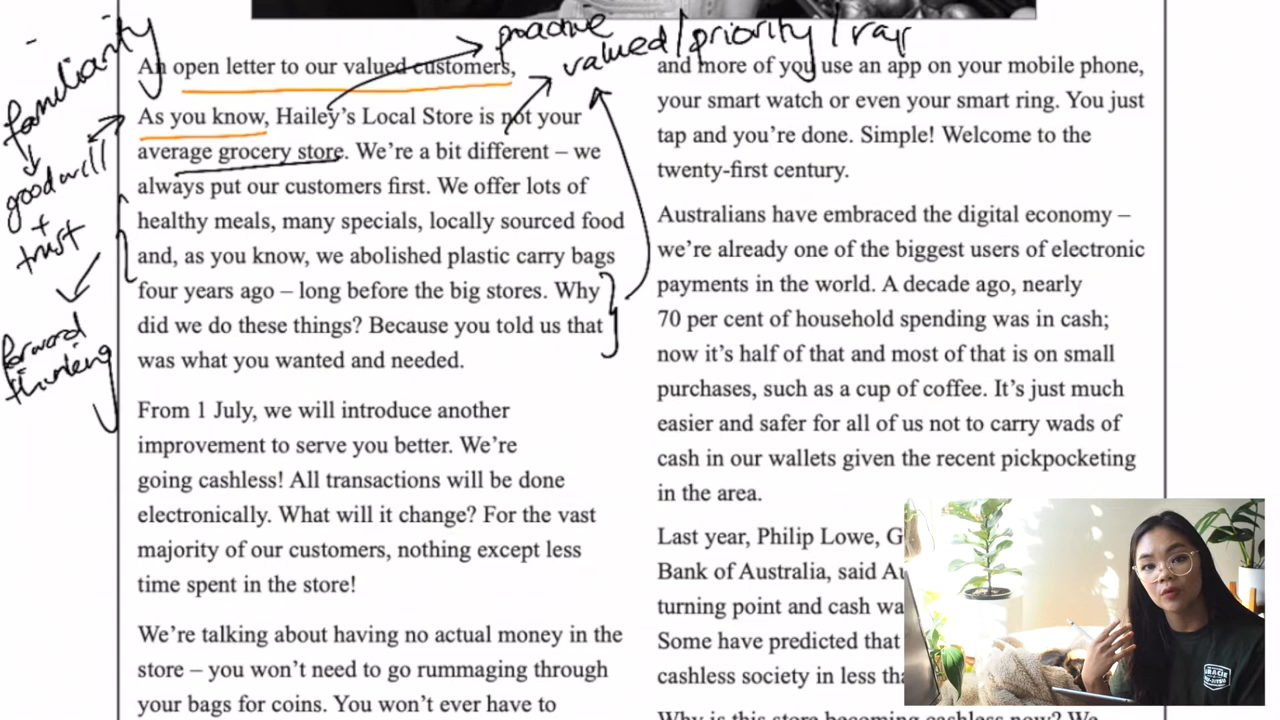 proactive
valued/priority/rap
familiarity
goodwill
+
trust
forward
thinking
An open letter to our valued customers,
As you know, Hailey’s Local Store is not your
average grocery store. We’re a bit different – we
always put our customers first. We offer lots of
healthy meals, many specials, locally sourced food
and, as you know, we abolished plastic carry bags
four years ago – long before the big stores. Why
did we do these things? Because you told us that
was what you wanted and needed.
From 1 July, we will introduce another
improvement to serve you better. We’re
going cashless! All transactions will be done
electronically. What will it change? For the vast
majority of our customers, nothing except less
time spent in the store!
We’re talking about having no actual money in the
store – you won’t need to go rummaging through
your bags for coins. You won’t ever have to
and more of you use an app on your mobile phone,
your smart watch or even your smart ring. You just
tap and you’re done. Simple! Welcome to the
twenty-first century.
Australians have embraced the digital economy –
we’re already one of the biggest users of electronic
payments in the world. A decade ago, nearly
70 per cent of household spending was in cash;
now it’s half of that and most of that is on small
purchases, such as a cup of coffee. It’s just much
easier and safer for all of us not to carry wads of
cash in our wallets given the recent pickpocketing
in the area.
Last year, Philip Lowe, G
Bank of Australia, said Au
turning point and cash wa
Some have predicted that
cashless society in less tha
Why is this store becoming cashless now? We
GRACIE
JIU-JITSU